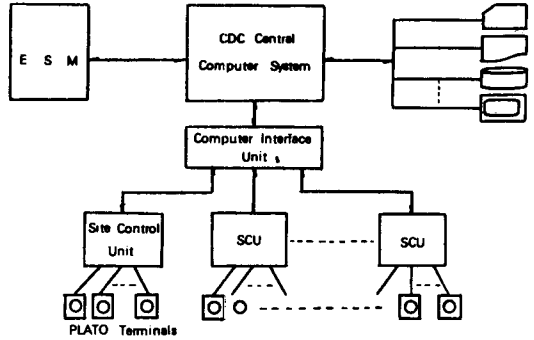 E S M
CDC Central
Computer System
Computer Interface
Unit
Site Control
Unit
SCU
SCU
PLATO Terminals